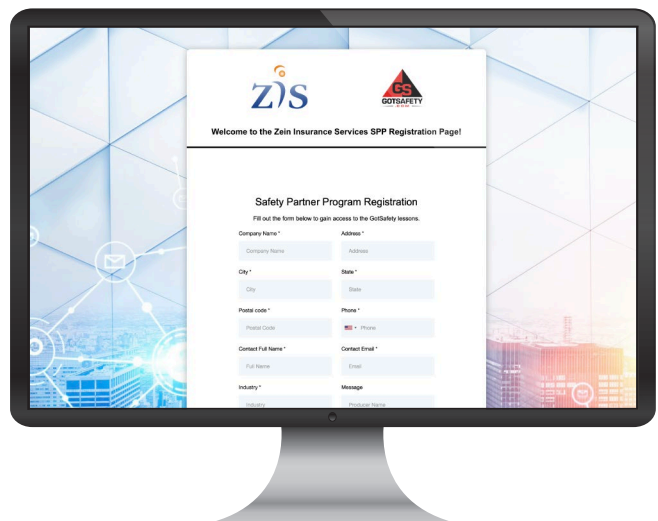 ZIS
GS
GOTSAFETY
Welcome to the Zein Insurance Services SPP Registration Page!
Safety Partner Program Registration
Fill out the form below to gain access to the GotSafety lessons.
Company Name * Address *
Company Name Address
City * State *
City State
Postal code * Phone *
Postal Code Phone
Contact Full Name * Contact Email *
Full Name Email
Industry * Message
Industry Producer Name